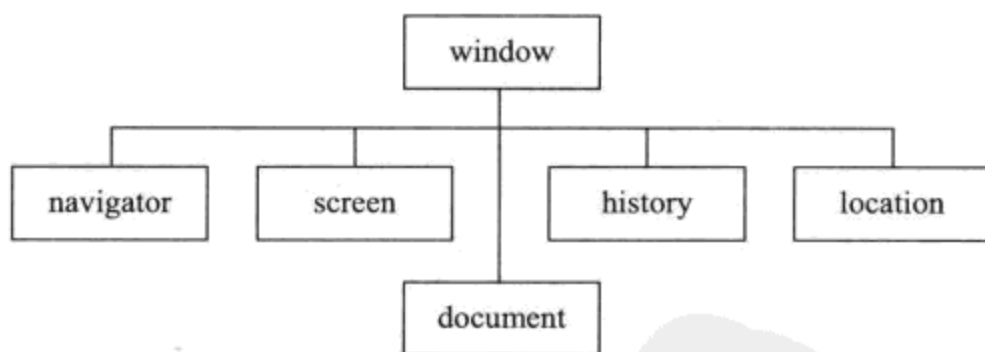 window
navigator
screen
history
location
document